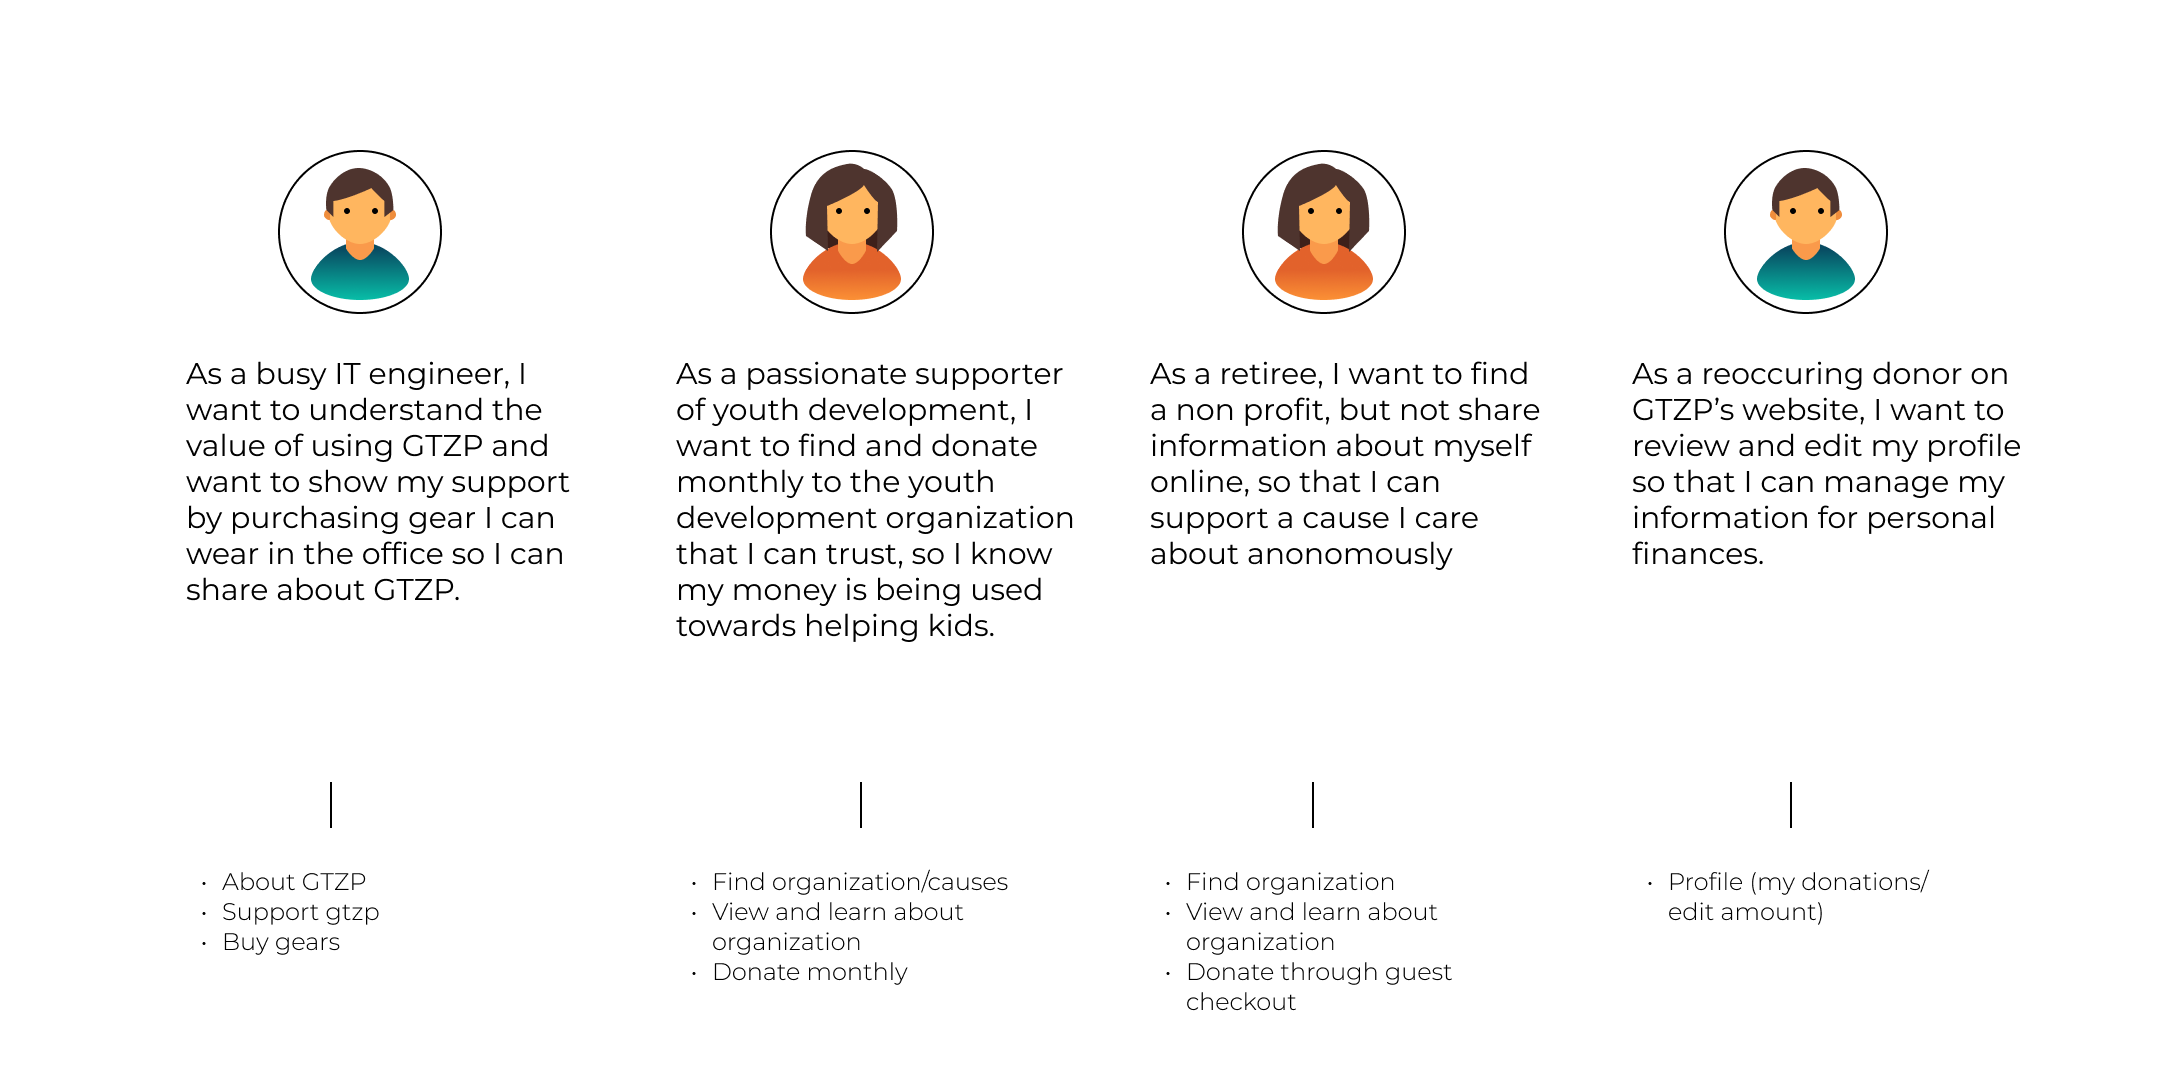 As a busy IT engineer, I
want to understand the
value of using GTZP and
want to show my support
by purchasing gear I can
wear in the office so I can
share about GTZP.
As a passionate supporter
of youth development, I
want to find and donate
monthly to the youth
development organization
that I can trust, so I know
my money is being used
towards helping kids.
As a retiree, I want to find
a non profit, but not share
information about myself
online, so that I can
support a cause I care
about anonomously
As a reoccuring donor on
GTZP’s website, I want to
review and edit my profile
so that I can manage my
information for personal
finances.
• About GTZP
• Support gtzp
• Buy gears
• Find organization/causes
• View and learn about
organization
• Donate monthly
• Find organization
• View and learn about
organization
• Donate through guest
checkout
• Profile (my donations/
edit amount)